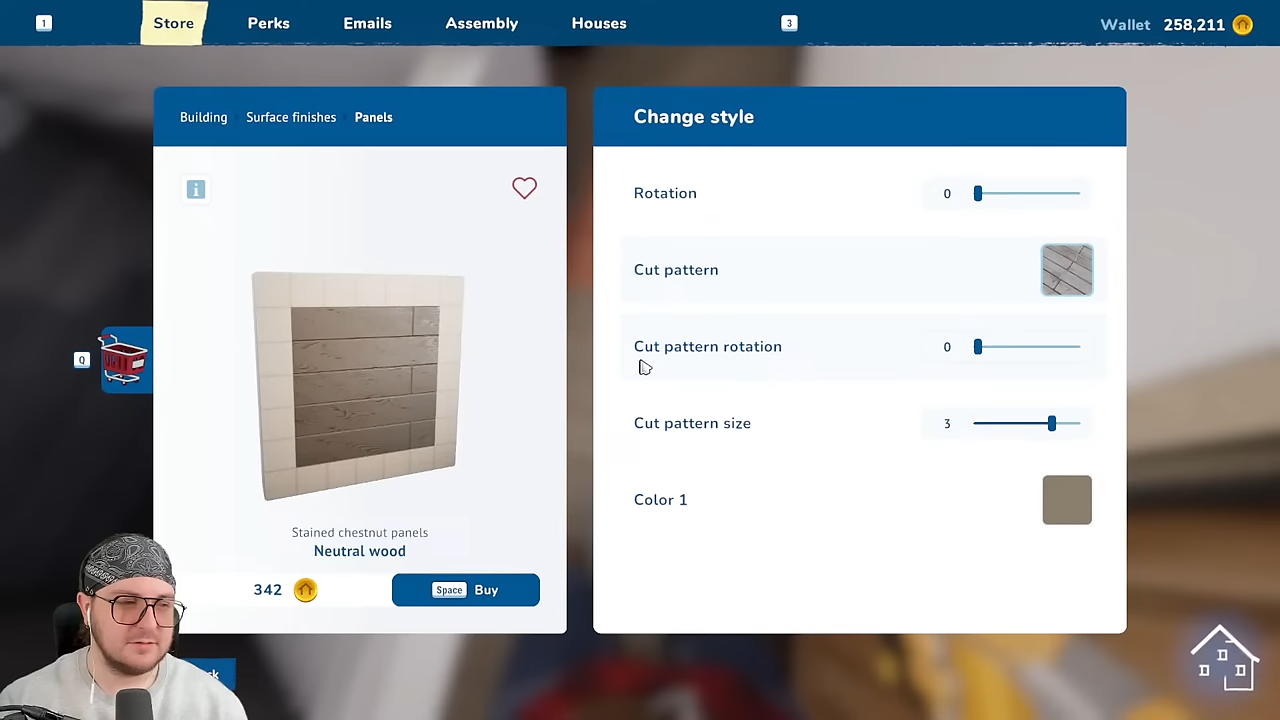 1 Store Perks Emails Assembly Houses 3 Wallet 258,211
Building Surface finishes Panels
Change style
Rotation 0
Cut pattern
Cut pattern rotation 0
Q
Cut pattern size 3
Color 1
Stained chestnut panels
Neutral wood
342 Space Buy